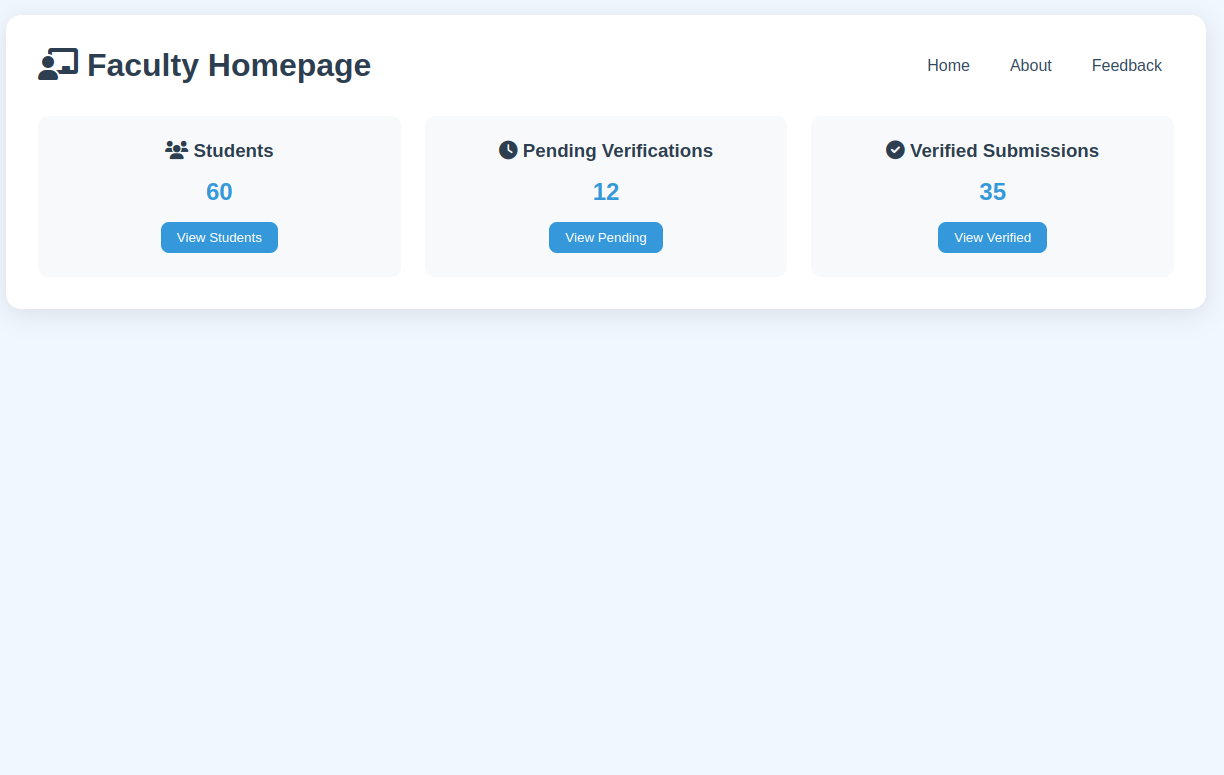 Faculty Homepage
Home About Feedback
Students
60
View Students
Pending Verifications
12
View Pending
Verified Submissions
35
View Verified